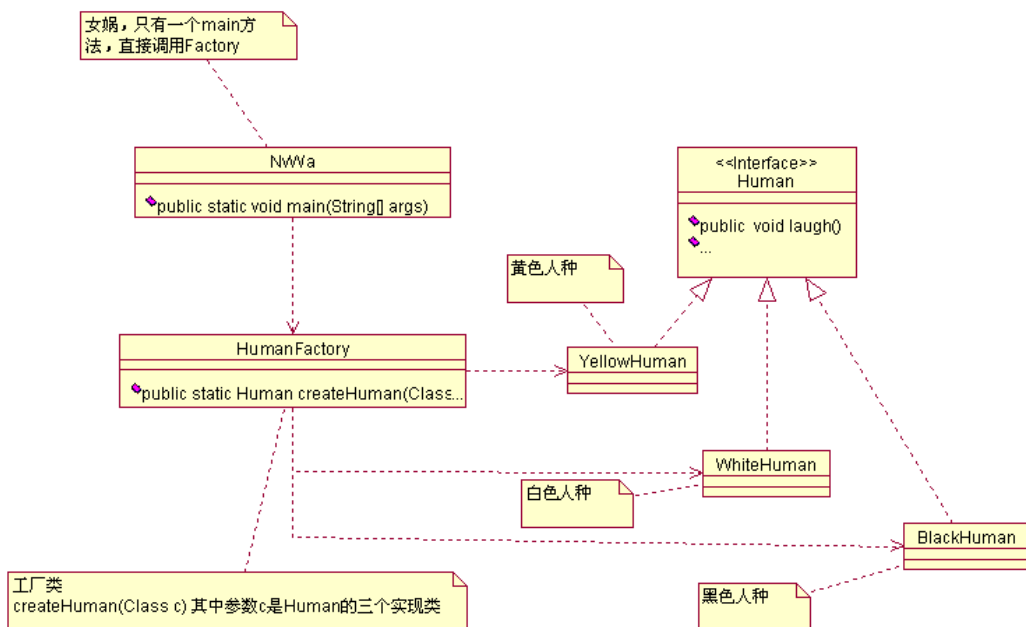 女娲，只有一个main方
法，直接调用Factory
NvWa
public static void main(String[] args)
<<Interface>>
Human
public void laugh()
...
黄色人种
HumanFactory
public static Human createHuman(Class...
YellowHuman
WhiteHuman
白色人种
BlackHuman
工厂类
createHuman(Class c) 其中参数c是Human的三个实现类
黑色人种